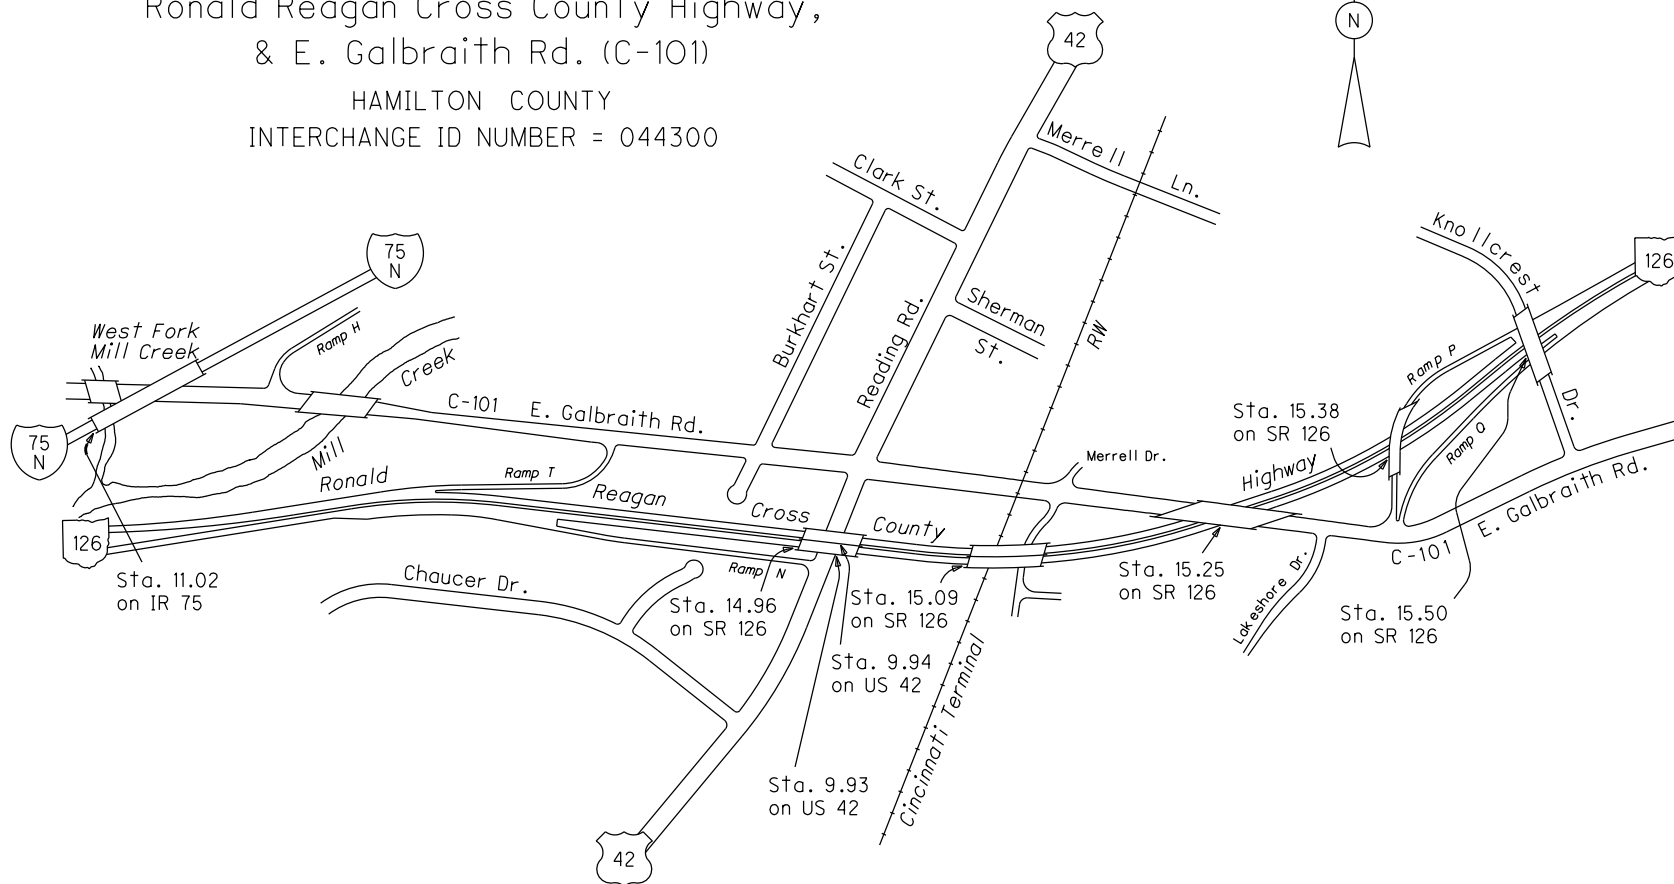 Ronald Reagan Cross County Highway,
& E. Galbraith Rd. (C-101)
HAMILTON COUNTY
INTERCHANGE ID NUMBER = 044300
N
42
Merrell Ln.
Clark St.
Knollcrest Dr.
126
75
N
Burkhart St.
Reading Rd.
Sherman
St.
RW
West Fork
Mill Creek
Ramp H
Mill Creek
C-101 E. Galbraith Rd.
Ramp P
Sta. 15.38
on SR 126
75
N
Ramp T
Merrell Dr.
Ramp Q
Ronald Reagan Cross County Highway
126
C-101 E. Galbraith Rd.
Sta. 11.02
on IR 75
Chaucer Dr.
Ramp N
Sta. 14.96
on SR 126
Sta. 15.09
on SR 126
Sta. 15.25
on SR 126
Lakeshore Dr.
Sta. 15.50
on SR 126
Sta. 9.94
on US 42
Cincinnati Terminal
Sta. 9.93
on US 42
42